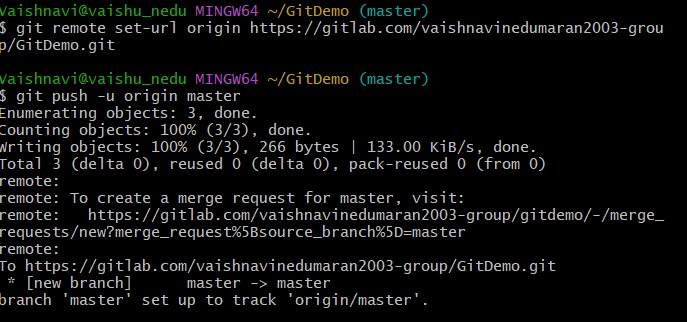 Vaishnavi@vaishu_nedu MINGW64 ~/GitDemo (master)
$ git remote set-url origin https://gitlab.com/vaishnavinedumaran2003-grou
p/GitDemo.git
Vaishnavi@vaishu_nedu MINGW64 ~/GitDemo (master)
$ git push -u origin master
Enumerating objects: 3, done.
Counting objects: 100% (3/3), done.
Writing objects: 100% (3/3), 266 bytes | 133.00 KiB/s, done.
Total 3 (delta 0), reused 0 (delta 0), pack-reused 0 (from 0)
remote:
remote: To create a merge request for master, visit:
remote:   https://gitlab.com/vaishnavinedumaran2003-group/gitdemo/-/merge_
requests/new?merge_request%5Bsource_branch%5D=master
remote:
To https://gitlab.com/vaishnavinedumaran2003-group/GitDemo.git
 * [new branch]      master -> master
branch 'master' set up to track 'origin/master'.